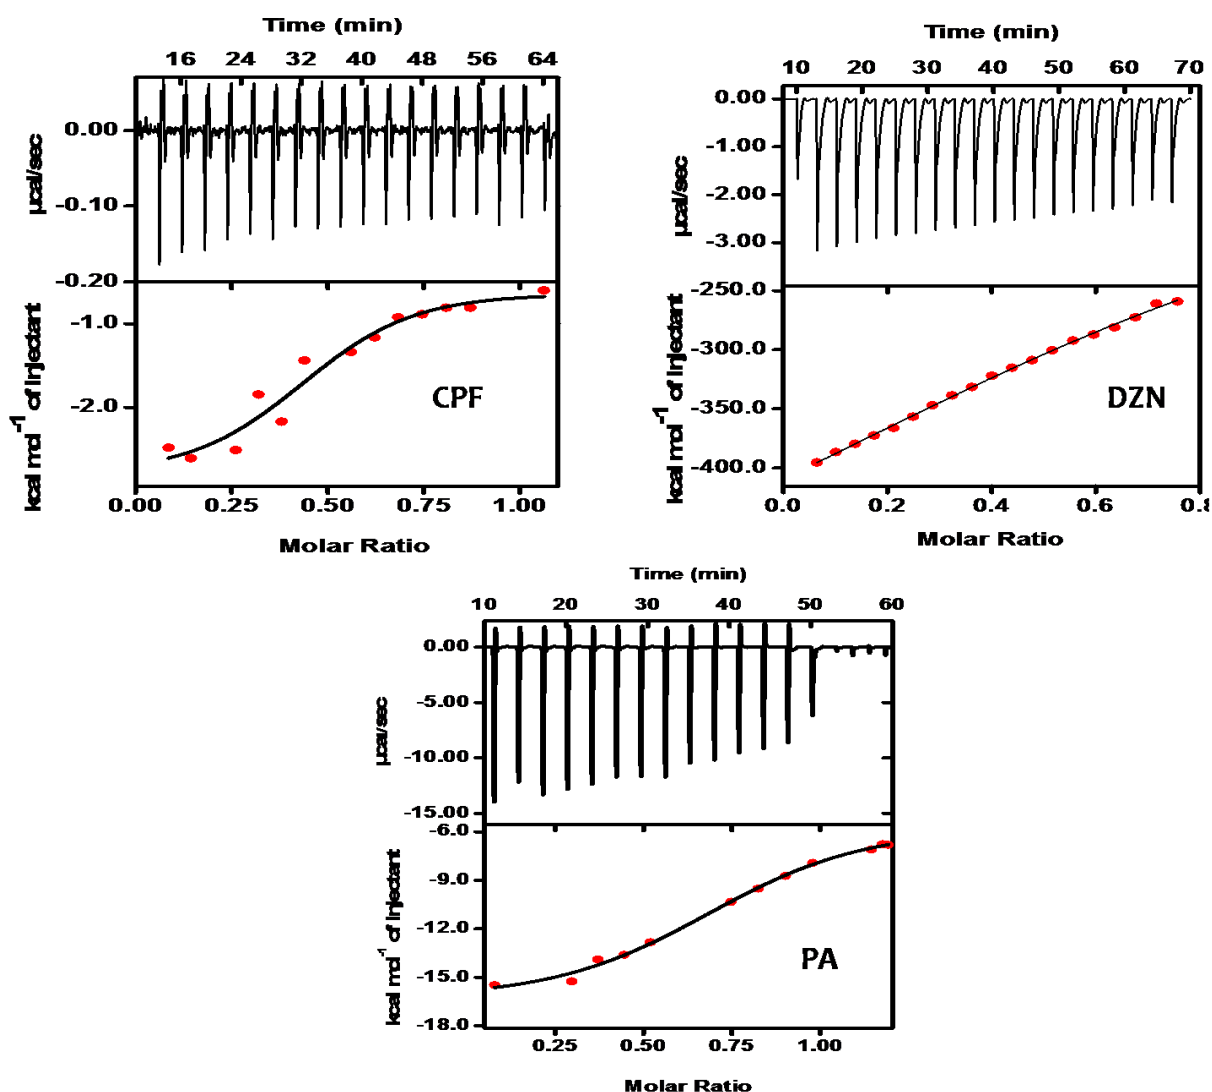 Time (min)
16 24 28 32 40 44 48 56 64
0.00
-0.10
-0.20
µcal/sec
-1.0
-2.0
kcal mol⁻¹ of Injectant
CPF
0.00 0.25 0.50 0.75 1.00
Molar Ratio
Time (min)
10 20 30 40 50 60 70
0.00
-1.00
-2.00
-3.00
µcal/sec
-250.0
-300.0
-350.0
-400.0
kcal mol⁻¹ of Injectant
DZN
0.0 0.2 0.4 0.6 0.8
Molar Ratio
Time (min)
10 20 30 40 50 60
0.00
-5.00
-10.00
-15.00
µcal/sec
-6.0
-9.0
-12.0
-15.0
-18.0
kcal mol⁻¹ of Injectant
PA
0.25 0.50 0.75 1.00
Molar Ratio